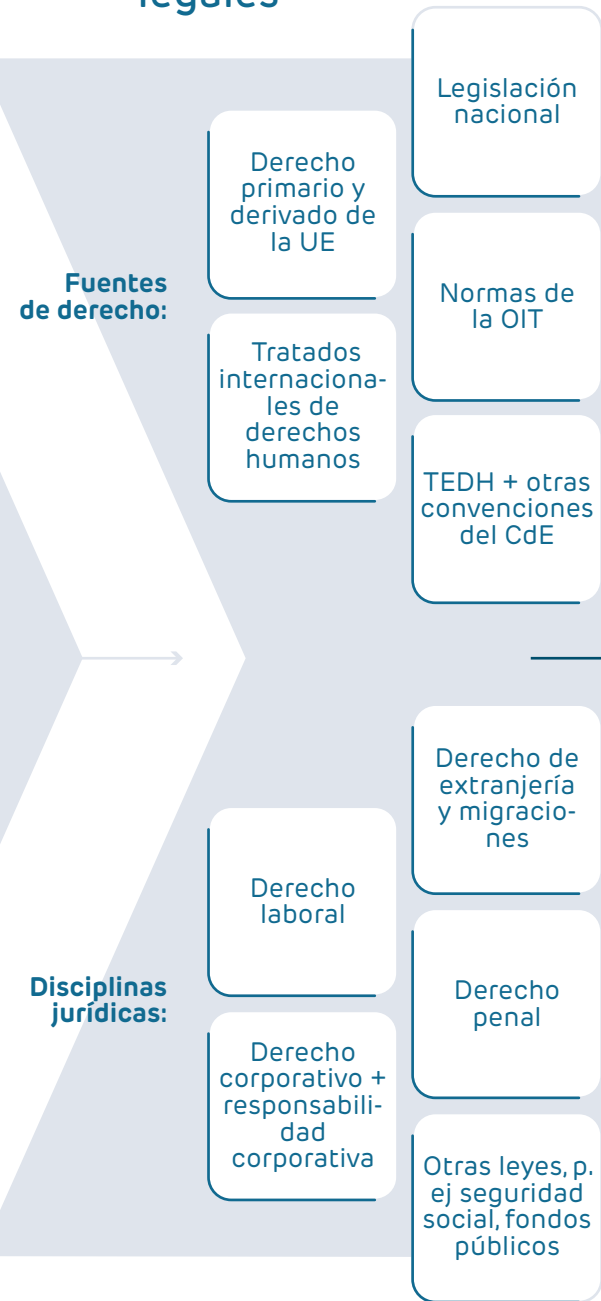 legales
Fuentes
de derecho:
Derecho
primario y
derivado de
la UE
Tratados
internaciona-
les de
derechos
humanos
Legislación
nacional
Normas de
la OIT
TEDH + otras
convenciones
del CdE
Disciplinas
jurídicas:
Derecho
laboral
Derecho
corporativo +
responsabili-
dad
corporativa
Derecho de
extranjería
y migracio-
nes
Derecho
penal
Otras leyes, p.
ej seguridad
social, fondos
públicos